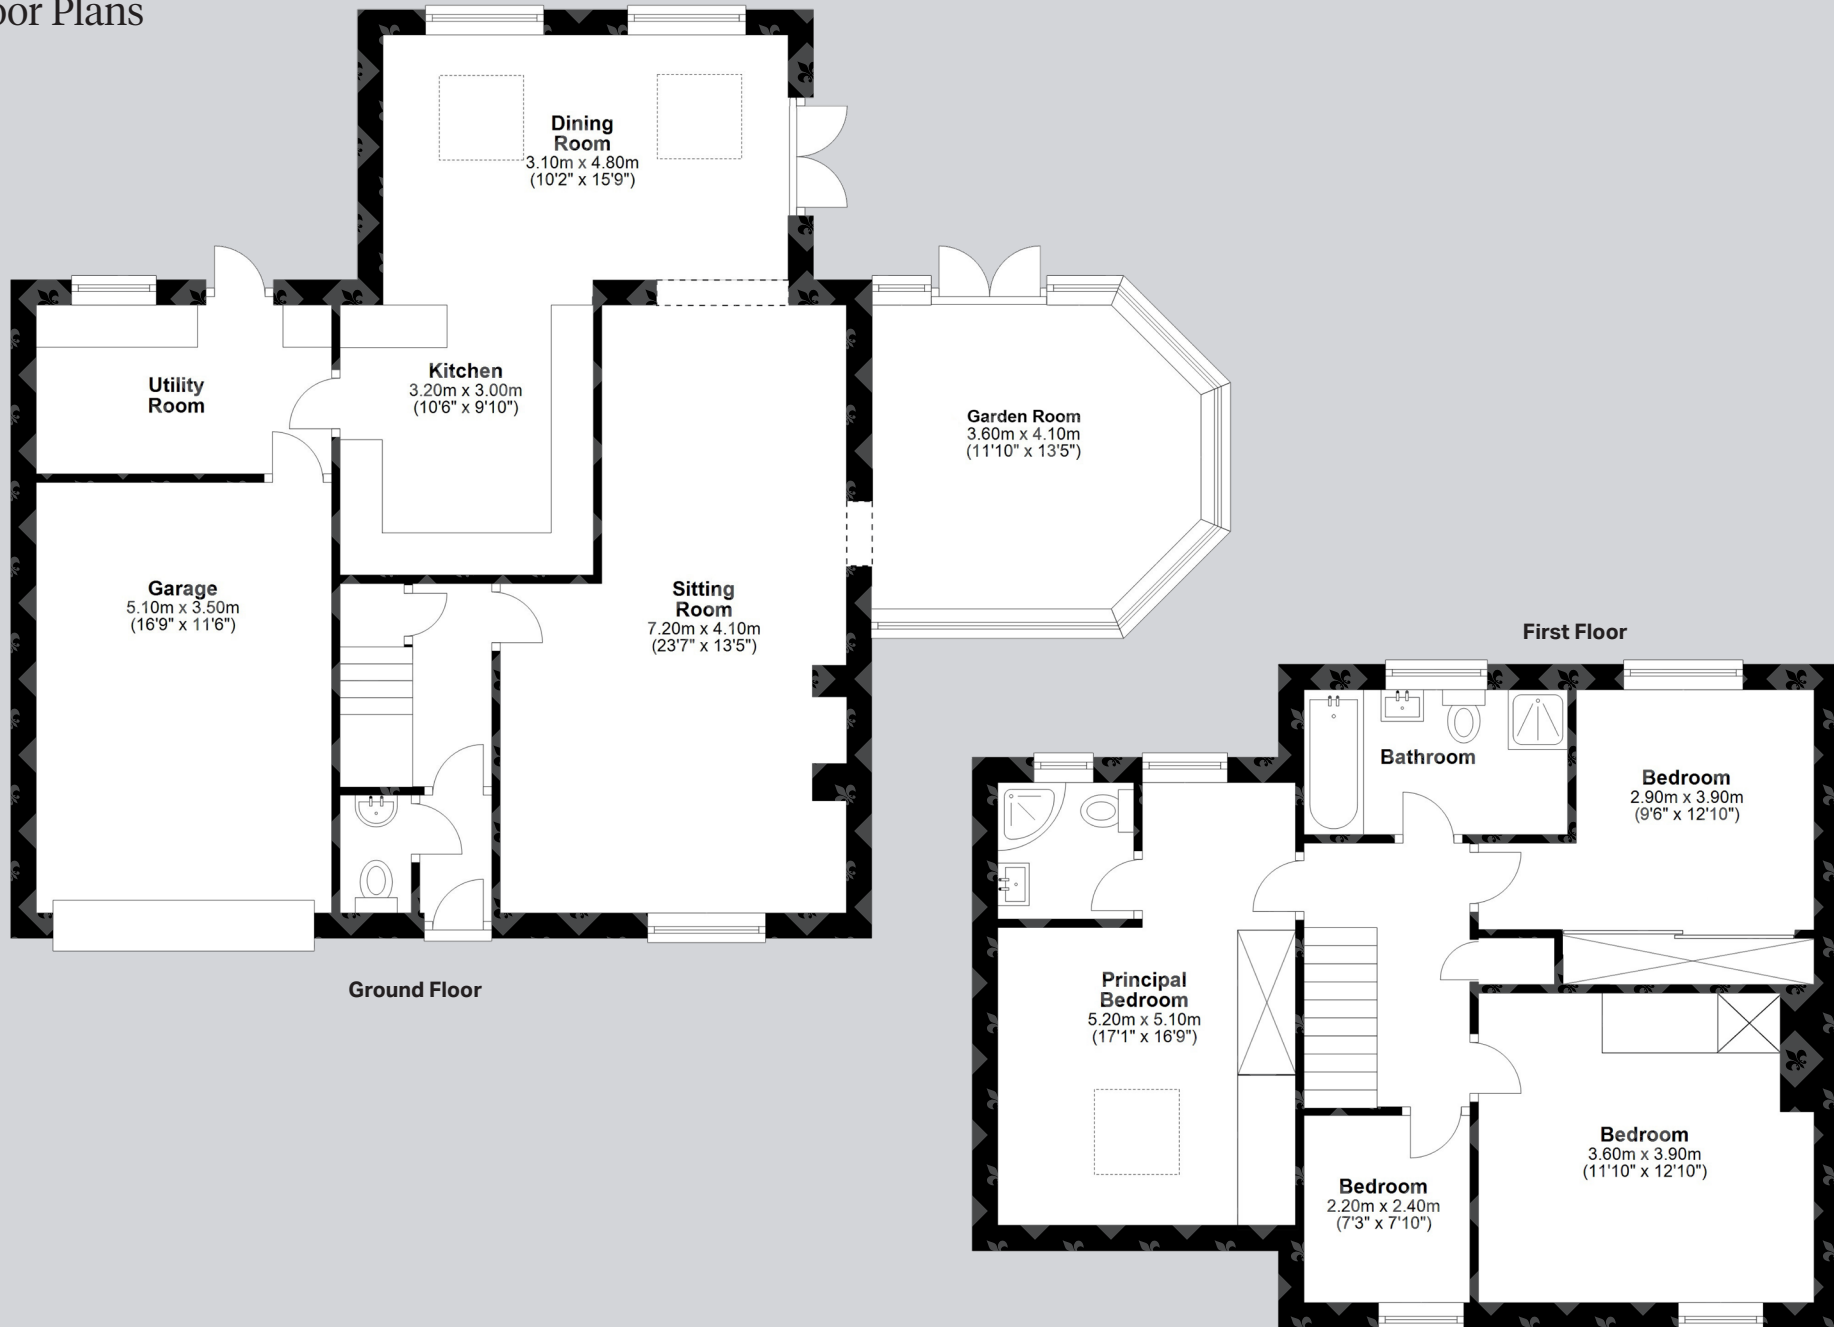 oor Plans
Dining
Room
3.10m x 4.80m
(10'2" x 15'9")
Utility
Room
Kitchen
3.20m x 3.00m
(10'6" x 9'10")
Garden Room
3.60m x 4.10m
(11'10" x 13'5")
Garage
5.10m x 3.50m
(16'9" x 11'6")
Sitting
Room
7.20m x 4.10m
(23'7" x 13'5")
Ground Floor
First Floor
Bathroom
Bedroom
2.90m x 3.90m
(9'6" x 12'10")
Principal
Bedroom
5.20m x 5.10m
(17'1" x 16'9")
Bedroom
3.60m x 3.90m
(11'10" x 12'10")
Bedroom
2.20m x 2.40m
(7'3" x 7'10")